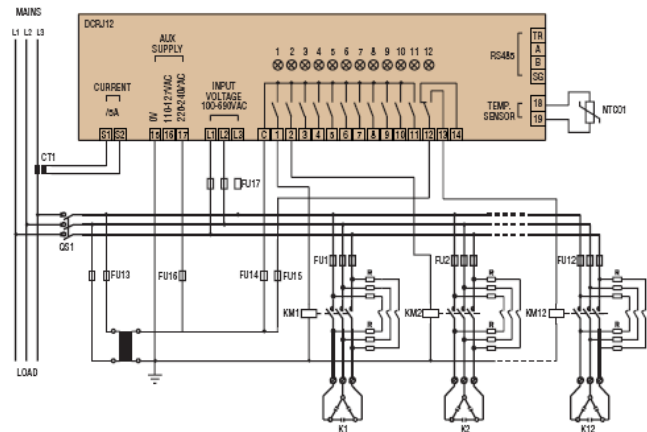 MAINS
L1 L2 L3
DCRJ12
AUX
SUPPLY
CURRENT
/5A
0V
110-127VAC
220-240VAC
INPUT
VOLTAGE
100-690VAC
1 2 3 4 5 6 7 8 9 10 11 12
RS485
TR
A
B
SG
TEMP.
SENSOR
18
19
NTC01
S1 S2
15 16 17
L1 L2 L3
C 1 2 3 4 5 6 7 8 9 10 11 12 13 14
CT1
FU17
QS1
FU13
FU16
FU14
FU15
FU1
FU2
FU12
R
R
R
KM1
KM2
KM12
R
R
R
LOAD
K1
K2
K12